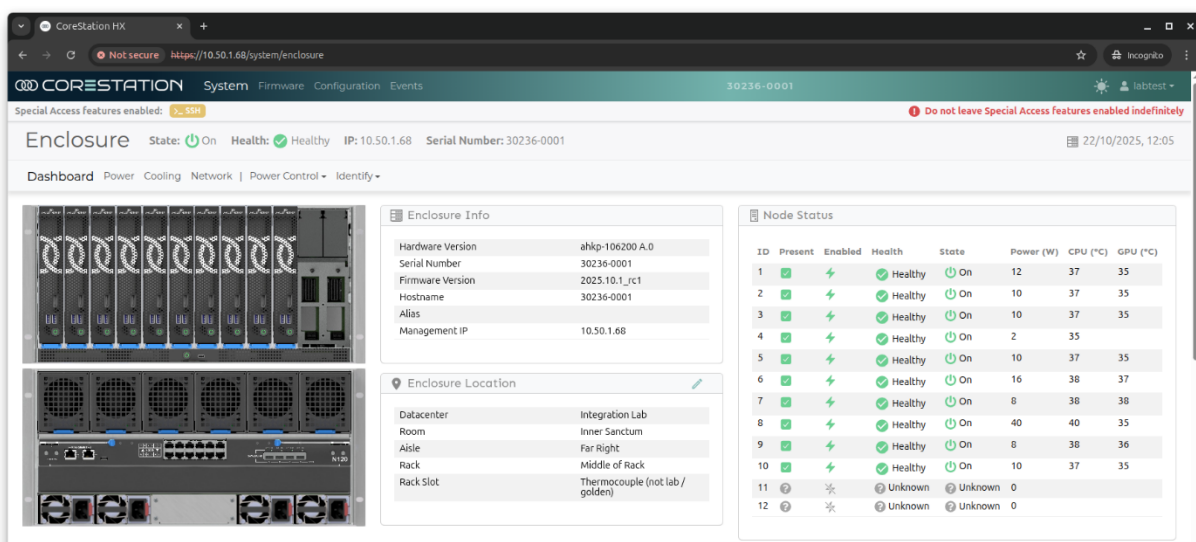 CoreStation HX
Not secure https://10.50.1.68/system/enclosure
Incognito
CORESTATION System Firmware Configuration Events 30236-0001 labtest
Special Access features enabled: >_ SSH Do not leave Special Access features enabled indefinitely
Enclosure State: On Health: Healthy IP: 10.50.1.68 Serial Number: 30236-0001 22/10/2025, 12:05
Dashboard Power Cooling Network | Power Control Identify
Enclosure Info
Hardware Version ahkp-106200 A.0
Serial Number 30236-0001
Firmware Version 2025.10.1_rc1
Hostname 30236-0001
Alias
Management IP 10.50.1.68
Enclosure Location
Datacenter Integration Lab
Room Inner Sanctum
Aisle Far Right
Rack Middle of Rack
Rack Slot Thermocouple (not lab /
golden)
Node Status
ID Present Enabled Health State Power (W) CPU (°C) GPU (°C)
1 Healthy On 12 37 35
2 Healthy On 10 37 35
3 Healthy On 10 37 35
4 Healthy On 2 35
5 Healthy On 10 37 35
6 Healthy On 16 38 37
7 Healthy On 8 38 38
8 Healthy On 40 40 35
9 Healthy On 8 38 36
10 Healthy On 10 37 35
11 Unknown Unknown 0
12 Unknown Unknown 0
N120